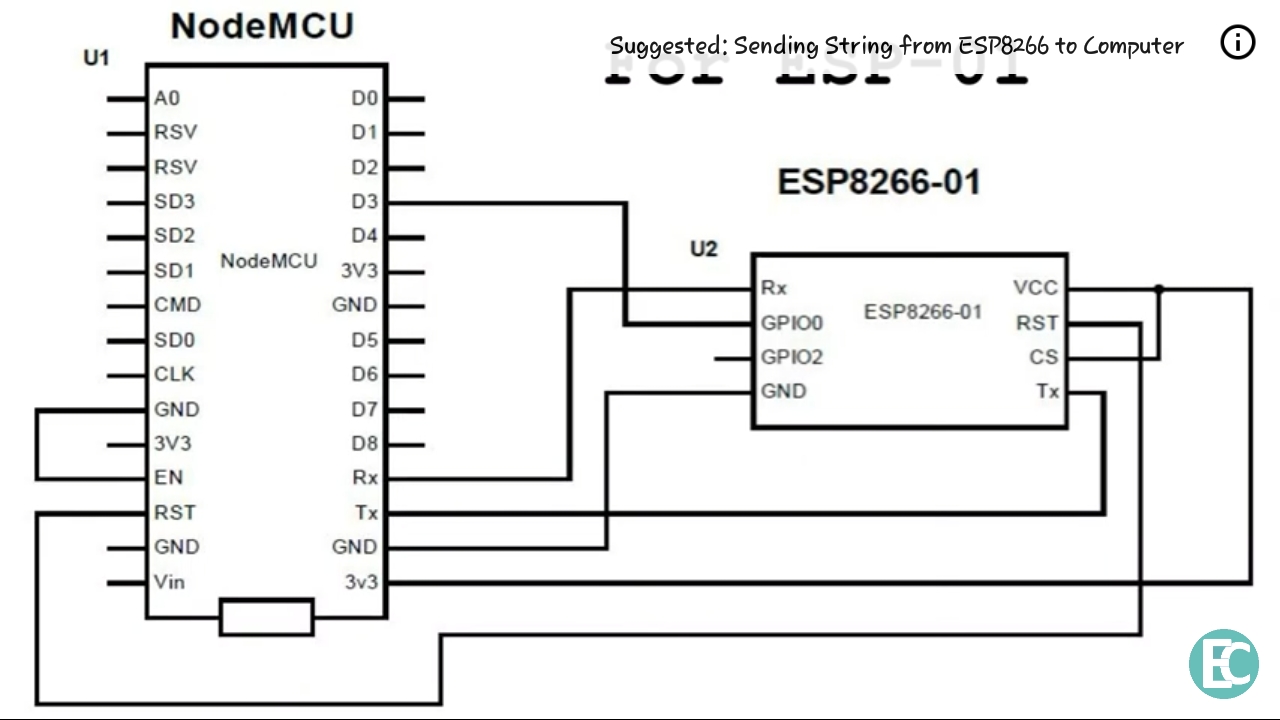 NodeMCU
Suggested: Sending String from ESP8266 to Computer
For ESP-01
U1
A0
RSV
RSV
SD3
SD2
SD1
CMD
SD0
CLK
GND
3V3
EN
RST
GND
Vin
NodeMCU
D0
D1
D2
D3
D4
3V3
GND
D5
D6
D7
D8
Rx
Tx
GND
3v3
ESP8266-01
U2
Rx
GPIO0
GPIO2
GND
ESP8266-01
VCC
RST
CS
Tx
EC